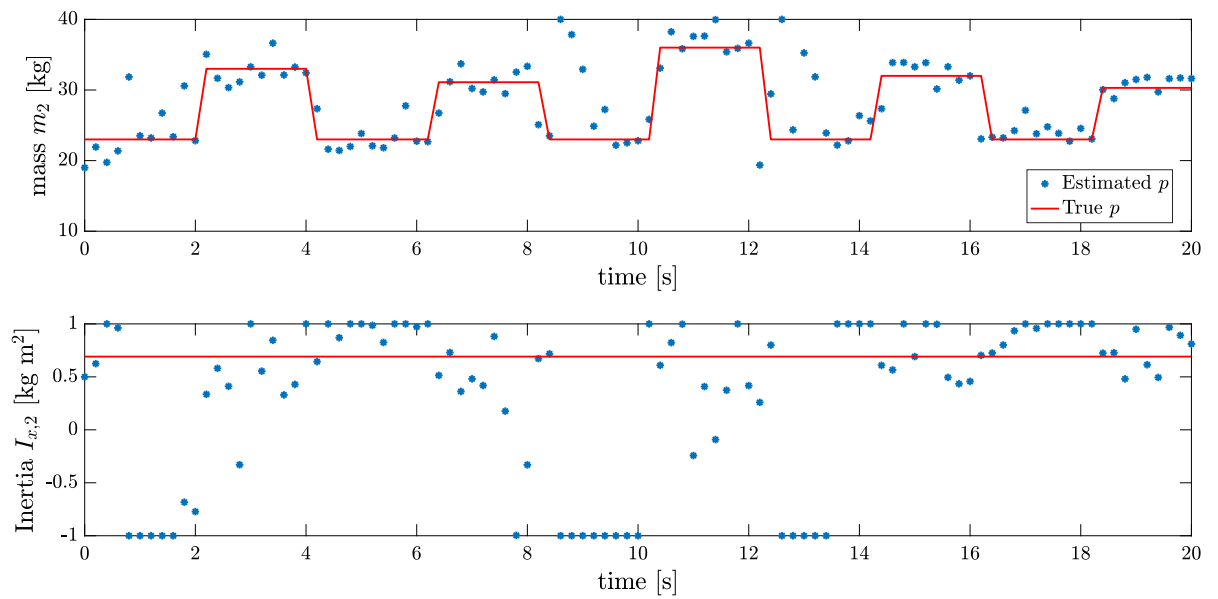 40
30
20
10
mass m₂ [kg]
Estimated p
True p
0 2 4 6 8 10 12 14 16 18 20
time [s]
1
0.5
0
-0.5
-1
Inertia Iₓ,₂ [kg m²]
0 2 4 6 8 10 12 14 16 18 20
time [s]